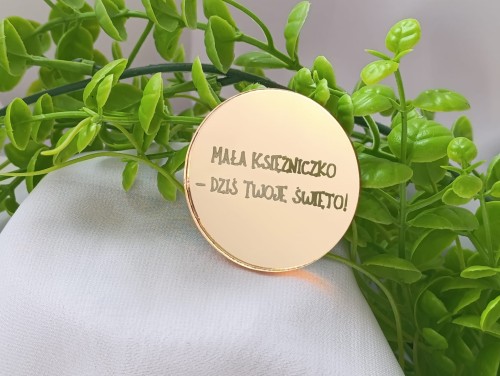 MAŁA KSIĘŻNICZKO
– DZIŚ TWOJE ŚWIĘTO!